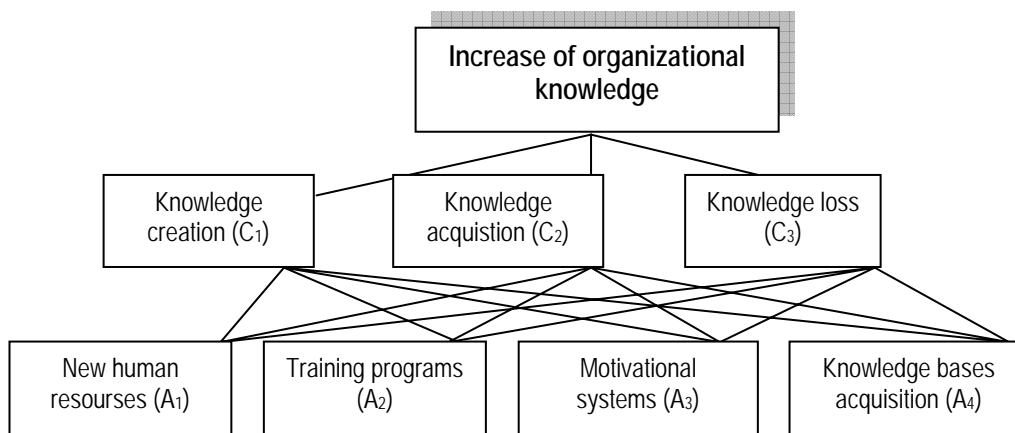 Increase of organizational
knowledge
Knowledge
creation (C₁)
Knowledge
acquistion (C₂)
Knowledge loss
(C₃)
New human
resourses (A₁)
Training programs
(A₂)
Motivational
systems (A₃)
Knowledge bases
acquisition (A₄)